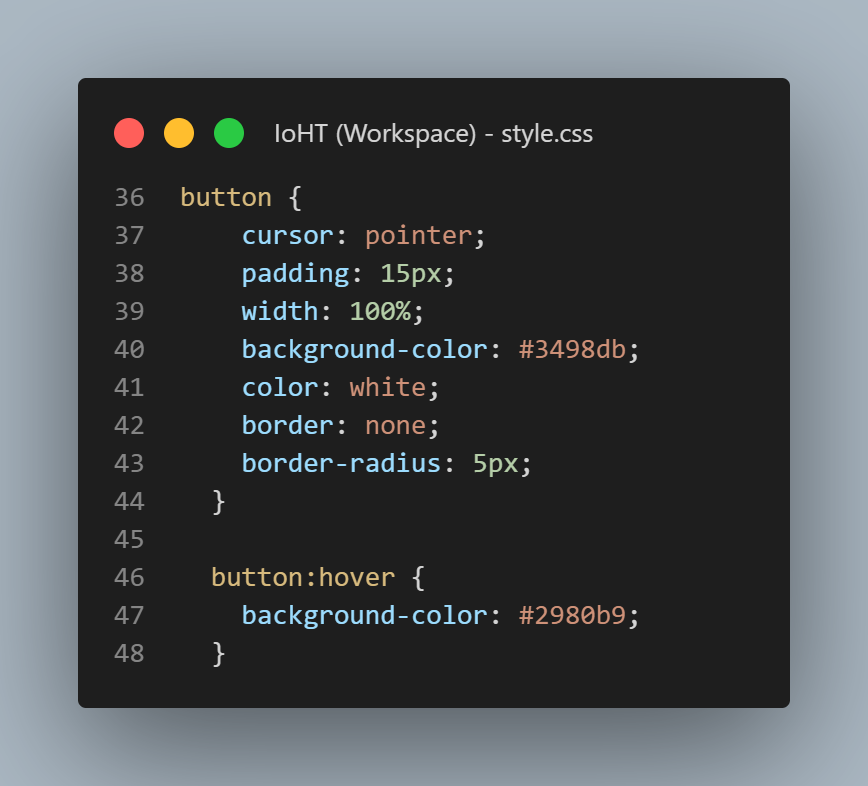 IoHT (Workspace) - style.css
36 button {
37     cursor: pointer;
38     padding: 15px;
39     width: 100%;
40     background-color: #3498db;
41     color: white;
42     border: none;
43     border-radius: 5px;
44   }
45
46   button:hover {
47     background-color: #2980b9;
48   }